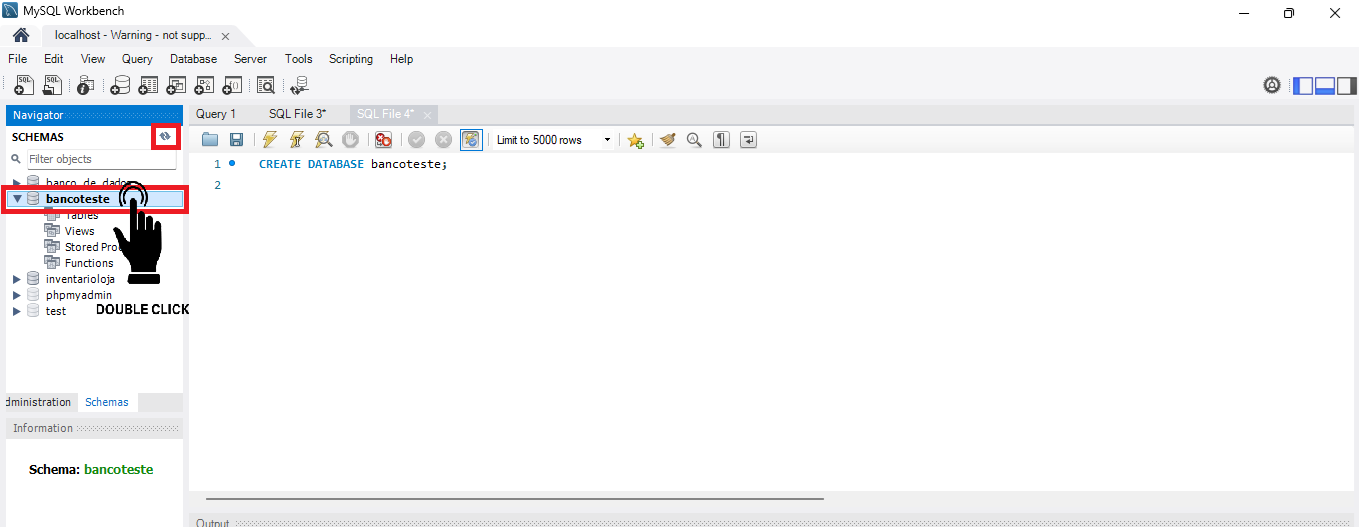 MySQL Workbench
localhost - Warning - not supp...
File Edit View Query Database Server Tools Scripting Help
Navigator
SCHEMAS
Filter objects
banco_de_dados
bancoteste
Tables
Views
Stored Proc
Functions
inventarioloja
phpmyadmin
test
DOUBLE CLICK
dministration Schemas
Information
Schema: bancoteste
Query 1 SQL File 3* SQL File 4*
Limit to 5000 rows
1 CREATE DATABASE bancoteste;
2
Output